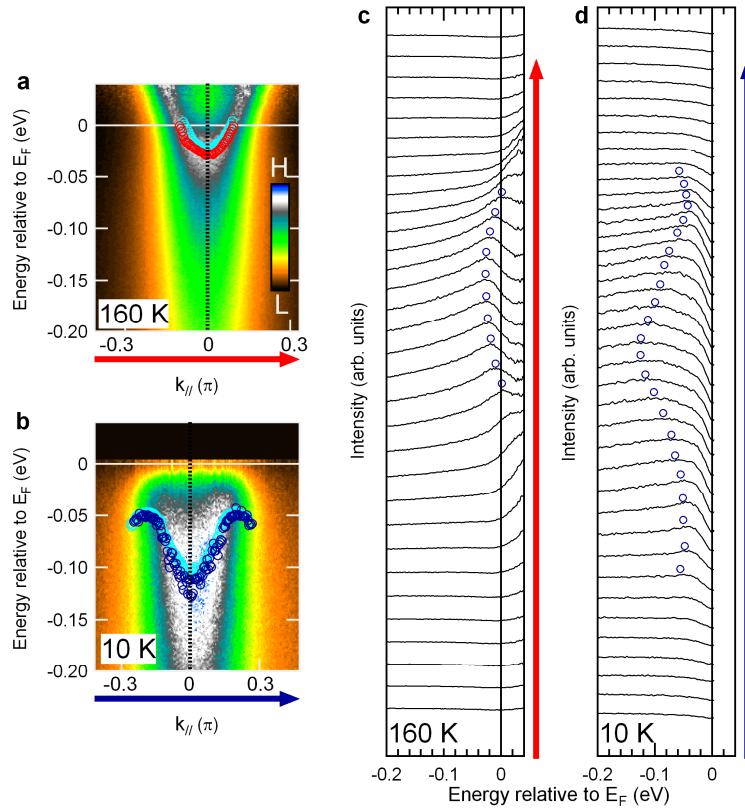 a
Energy relative to E_F (eV)
0
-0.05
-0.10
-0.15
-0.20
H
L
160 K
-0.3
0
0.3
k_// (π)
b
Energy relative to E_F (eV)
0
-0.05
-0.10
-0.15
-0.20
10 K
-0.3
0
0.3
k_// (π)
c
Intensity (arb. units)
160 K
-0.2
-0.1
0
d
Intensity (arb. units)
10 K
-0.2
-0.1
0
Energy relative to E_F (eV)